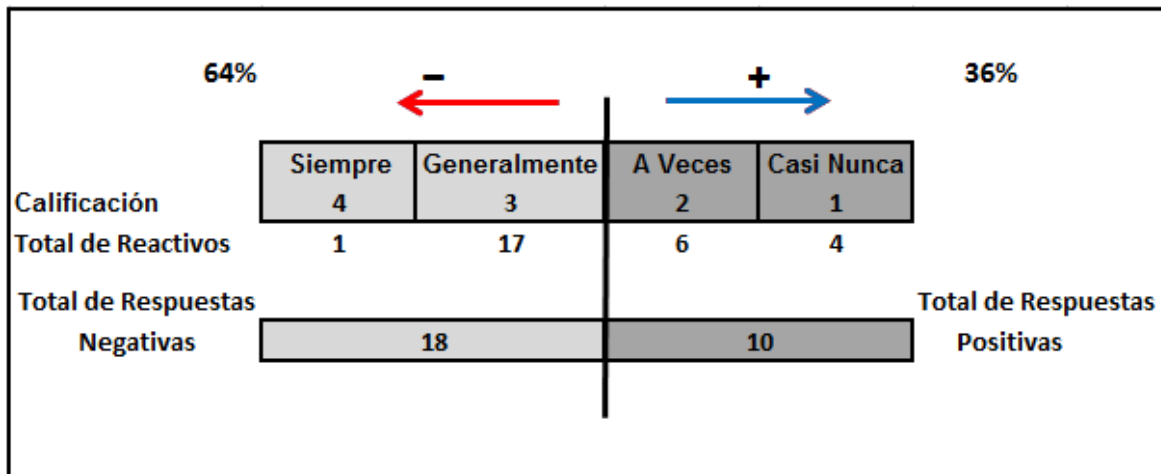 64% − + 36%
Siempre Generalmente A Veces Casi Nunca
Calificación 4 3 2 1
Total de Reactivos 1 17 6 4
Total de Respuestas Total de Respuestas
Negativas 18 10 Positivas